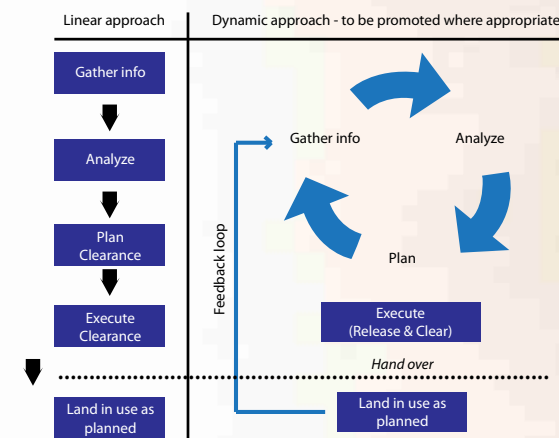 Linear approach
Dynamic approach - to be promoted where appropriate
Gather info
Analyze
Plan
Clearance
Execute
Clearance
Land in use as
planned
Gather info
Analyze
Plan
Feedback loop
Execute
(Release & Clear)
Hand over
Land in use as
planned